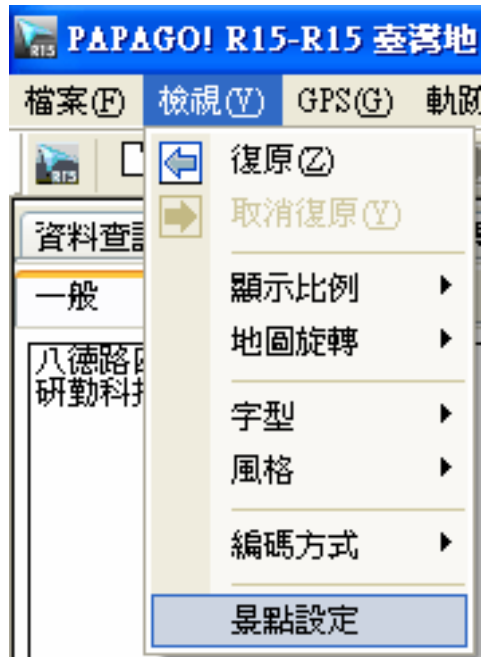 PAPAGO! R15-R15 臺灣地
檔案(F) 檢視(V) GPS(G) 軌跡
R15
復原(Z)
取消復原(Y)
資料查
一般
顯示比例
地圖旋轉
八德路
研勤科技
字型
風格
編碼方式
景點設定